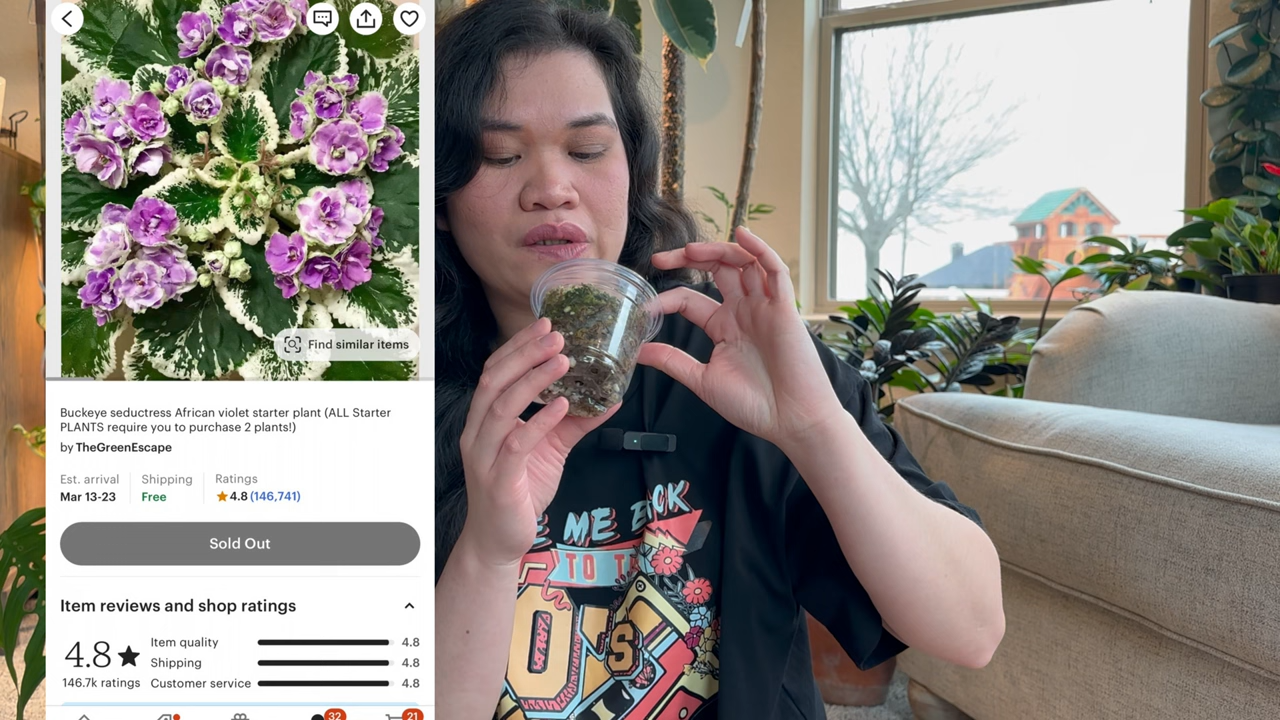 Find similar items
Buckeye seductress African violet starter plant (ALL Starter
PLANTS require you to purchase 2 plants!)
by TheGreenEscape
Est. arrival
Mar 13-23
Shipping
Free
Ratings
4.8 (146,741)
Sold Out
Item reviews and shop ratings
4.8
146.7k ratings
Item quality 4.8
Shipping 4.8
Customer service 4.8
32
21
ME
TO